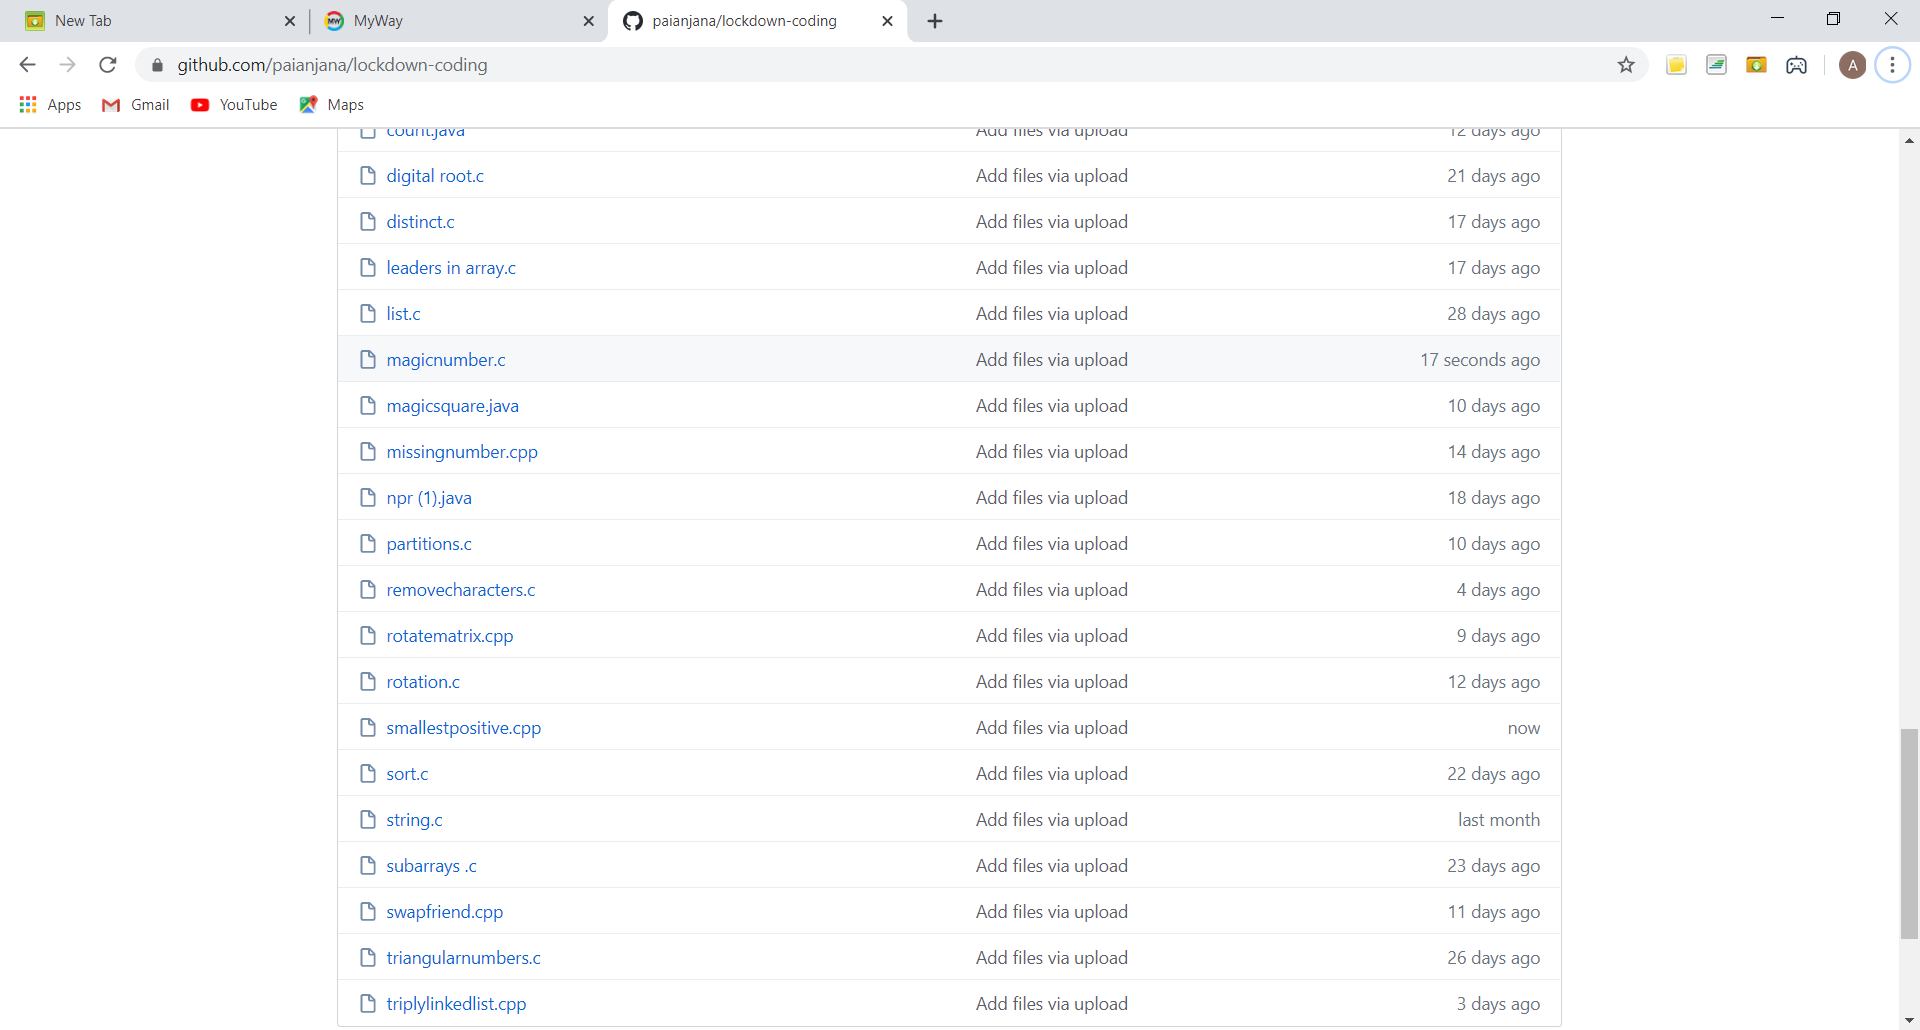 New Tab MyWay paianjana/lockdown-coding
github.com/paianjana/lockdown-coding A
Apps Gmail YouTube Maps
count.java Add files via upload 12 days ago
digital root.c Add files via upload 21 days ago
distinct.c Add files via upload 17 days ago
leaders in array.c Add files via upload 17 days ago
list.c Add files via upload 28 days ago
magicnumber.c Add files via upload 17 seconds ago
magicsquare.java Add files via upload 10 days ago
missingnumber.cpp Add files via upload 14 days ago
npr (1).java Add files via upload 18 days ago
partitions.c Add files via upload 10 days ago
removecharacters.c Add files via upload 4 days ago
rotatematrix.cpp Add files via upload 9 days ago
rotation.c Add files via upload 12 days ago
smallestpositive.cpp Add files via upload now
sort.c Add files via upload 22 days ago
string.c Add files via upload last month
subarrays .c Add files via upload 23 days ago
swapfriend.cpp Add files via upload 11 days ago
triangularnumbers.c Add files via upload 26 days ago
triplylinkedlist.cpp Add files via upload 3 days ago